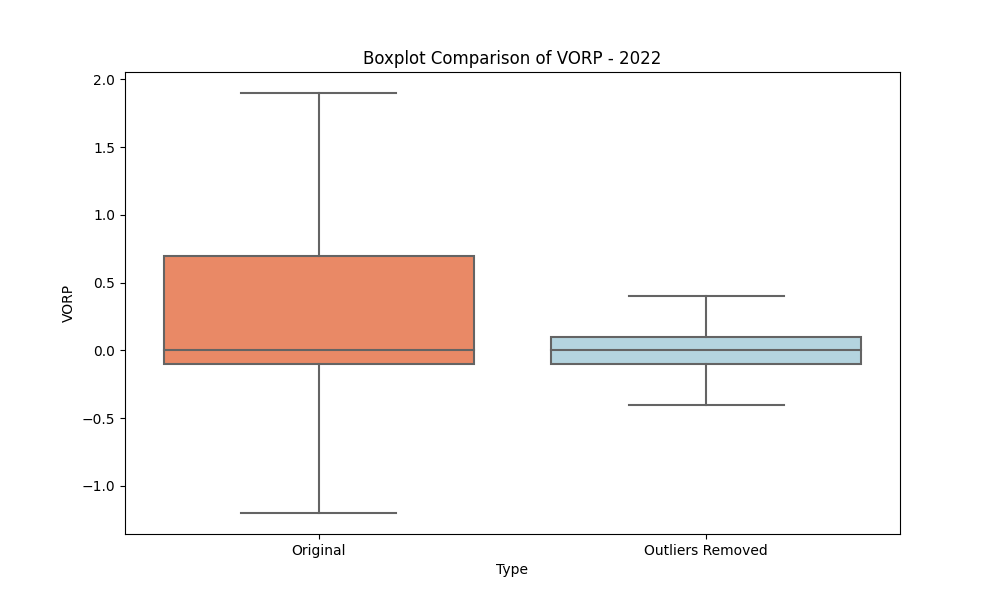 Boxplot Comparison of VORP - 2022
2.0
1.5
1.0
0.5
0.0
−0.5
−1.0
VORP
Original
Outliers Removed
Type